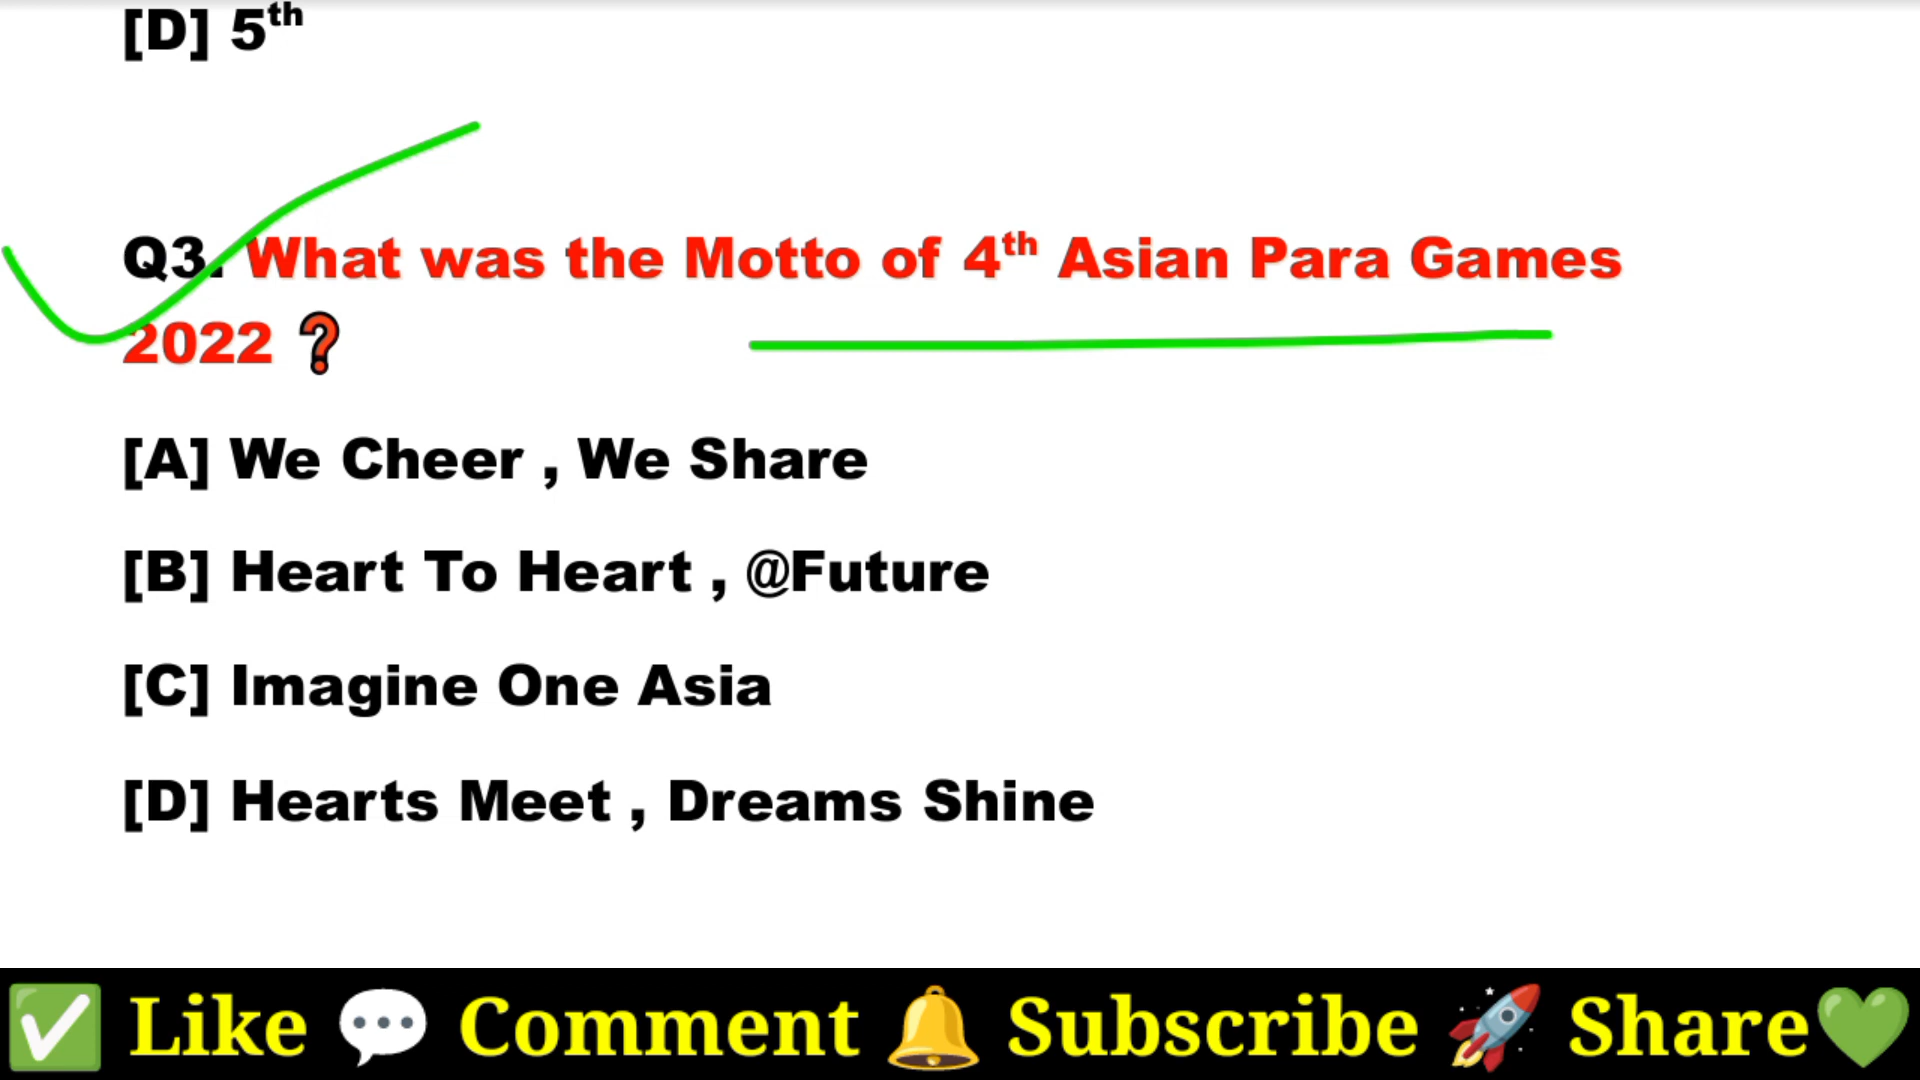 [D] 5th
Q3. What was the Motto of 4th Asian Para Games
2022 ❓
[A] We Cheer , We Share
[B] Heart To Heart , @Future
[C] Imagine One Asia
[D] Hearts Meet , Dreams Shine
✅ Like 💬 Comment 🔔 Subscribe 🚀 Share💚